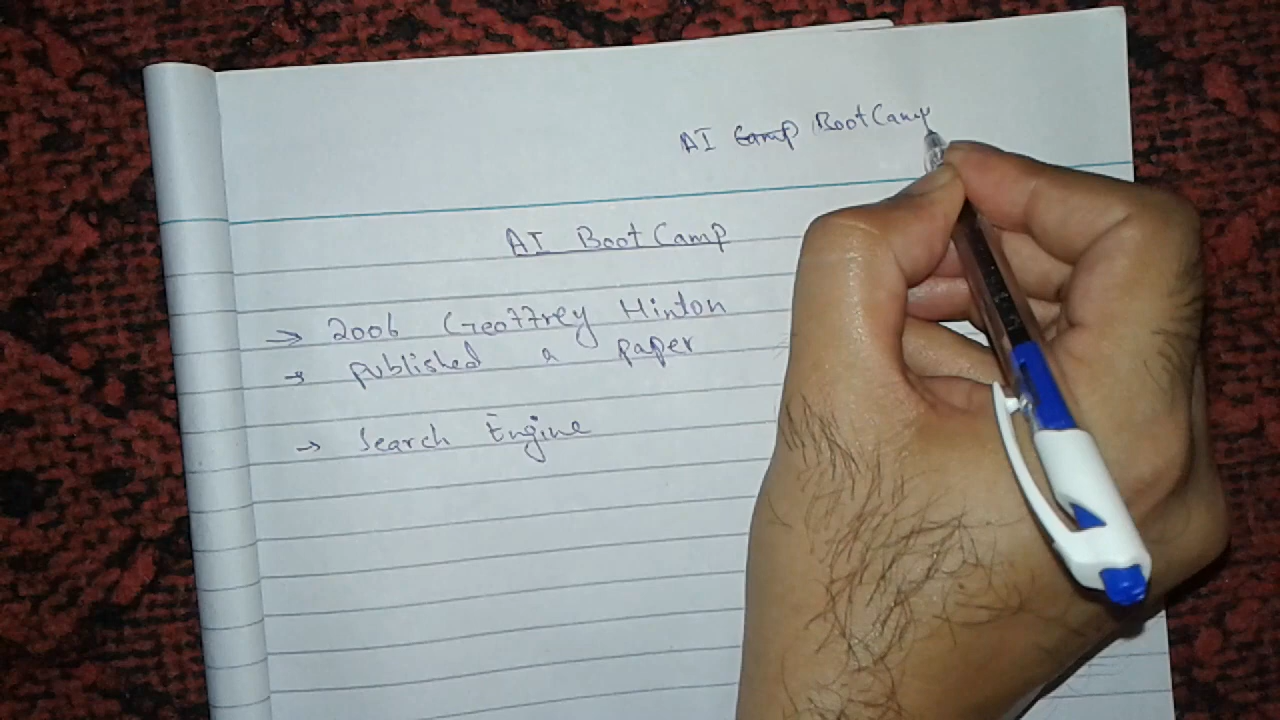 AI Camp BootCamp
AI Boot Camp
→ 2006 Geoffrey Hinton
→ published a paper
→ Search Engine